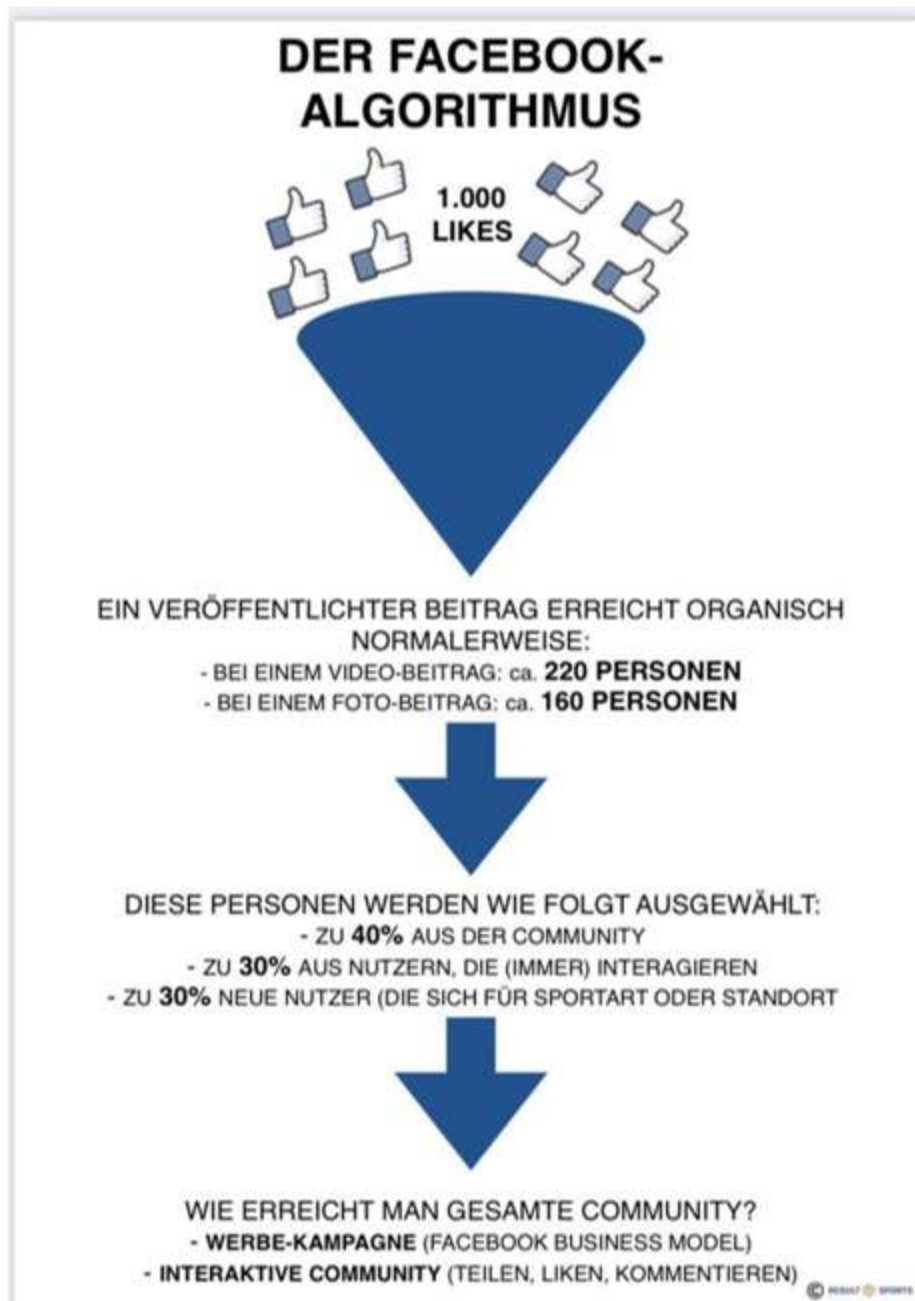 DER FACEBOOK-
ALGORITHMUS
1.000
LIKES
EIN VERÖFFENTLICHTER BEITRAG ERREICHT ORGANISCH
NORMALERWEISE:
- BEI EINEM VIDEO-BEITRAG: ca. 220 PERSONEN
- BEI EINEM FOTO-BEITRAG: ca. 160 PERSONEN
DIESE PERSONEN WERDEN WIE FOLGT AUSGEWÄHLT:
- ZU 40% AUS DER COMMUNITY
- ZU 30% AUS NUTZERN, DIE (IMMER) INTERAGIEREN
- ZU 30% NEUE NUTZER (DIE SICH FÜR SPORTART ODER STANDORT
WIE ERREICHT MAN GESAMTE COMMUNITY?
- WERBE-KAMPAGNE (FACEBOOK BUSINESS MODEL)
- INTERAKTIVE COMMUNITY (TEILEN, LIKEN, KOMMENTIEREN)
© RESULT SPORTS